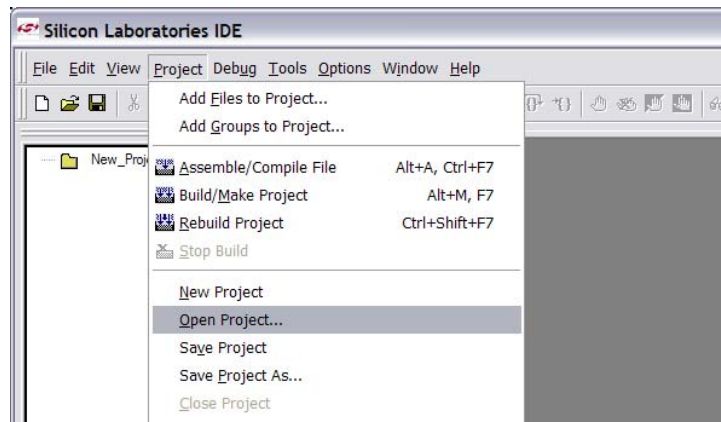 Silicon Laboratories IDE
File Edit View Project Debug Tools Options Window Help
Add Files to Project...
Add Groups to Project...
New_Proj
Assemble/Compile File Alt+A, Ctrl+F7
Build/Make Project Alt+M, F7
Rebuild Project Ctrl+Shift+F7
Stop Build
New Project
Open Project...
Save Project
Save Project As...
Close Project